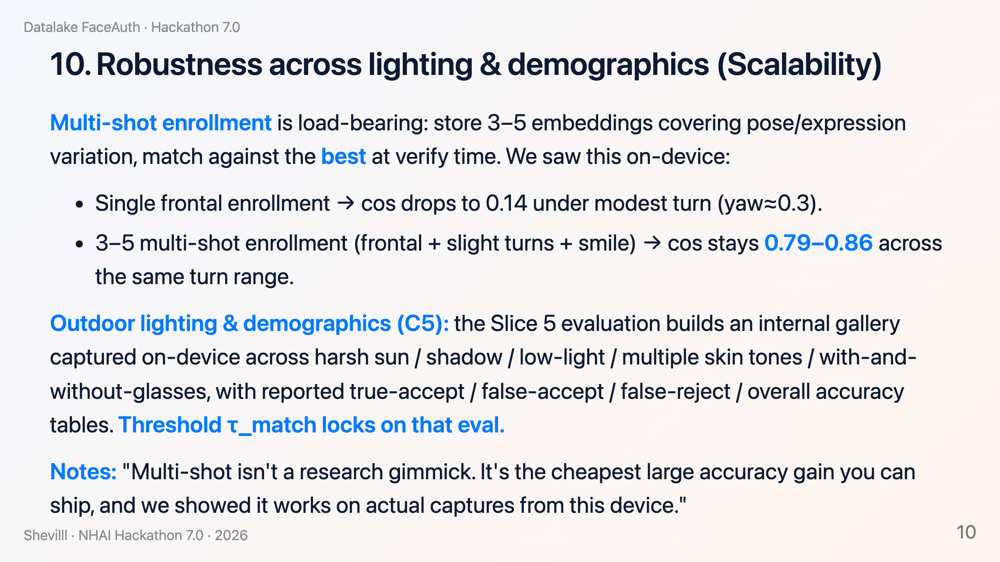 Datalake FaceAuth · Hackathon 7.0
10. Robustness across lighting & demographics (Scalability)
Multi-shot enrollment is load-bearing: store 3–5 embeddings covering pose/expression
variation, match against the best at verify time. We saw this on-device:
• Single frontal enrollment → cos drops to 0.14 under modest turn (yaw≈0.3).
• 3–5 multi-shot enrollment (frontal + slight turns + smile) → cos stays 0.79–0.86 across
the same turn range.
Outdoor lighting & demographics (C5): the Slice 5 evaluation builds an internal gallery
captured on-device across harsh sun / shadow / low-light / multiple skin tones / with-and-
without-glasses, with reported true-accept / false-accept / false-reject / overall accuracy
tables. Threshold τ_match locks on that eval.
Notes: "Multi-shot isn't a research gimmick. It's the cheapest large accuracy gain you can
ship, and we showed it works on actual captures from this device."
Shevilll · NHAI Hackathon 7.0 · 2026
10